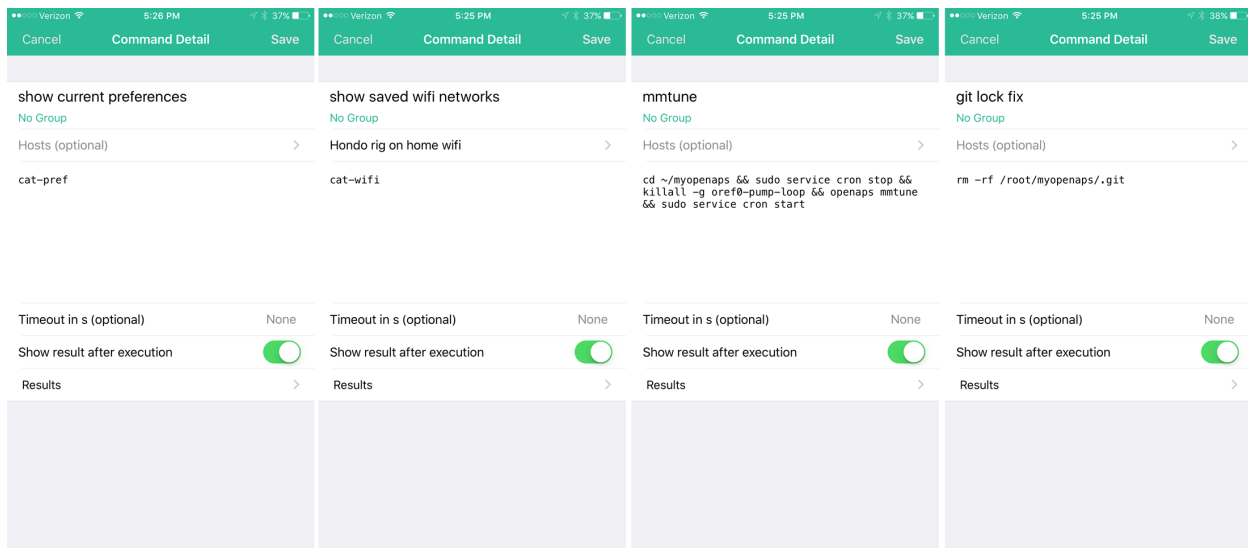 ●●○○○ Verizon 5:26 PM 37%
Cancel Command Detail Save
show current preferences
No Group
Hosts (optional)
cat-pref
Timeout in s (optional) None
Show result after execution
Results
●●○○○ Verizon 5:25 PM 37%
Cancel Command Detail Save
show saved wifi networks
No Group
Hondo rig on home wifi
cat-wifi
Timeout in s (optional) None
Show result after execution
Results
●●○○○ Verizon 5:25 PM 37%
Cancel Command Detail Save
mmtune
No Group
Hosts (optional)
cd ~/myopenaps && sudo service cron stop &&
killall -g oref0-pump-loop && openaps mmtune
&& sudo service cron start
Timeout in s (optional) None
Show result after execution
Results
●●○○○ Verizon 5:25 PM 38%
Cancel Command Detail Save
git lock fix
No Group
Hosts (optional)
rm -rf /root/myopenaps/.git
Timeout in s (optional) None
Show result after execution
Results